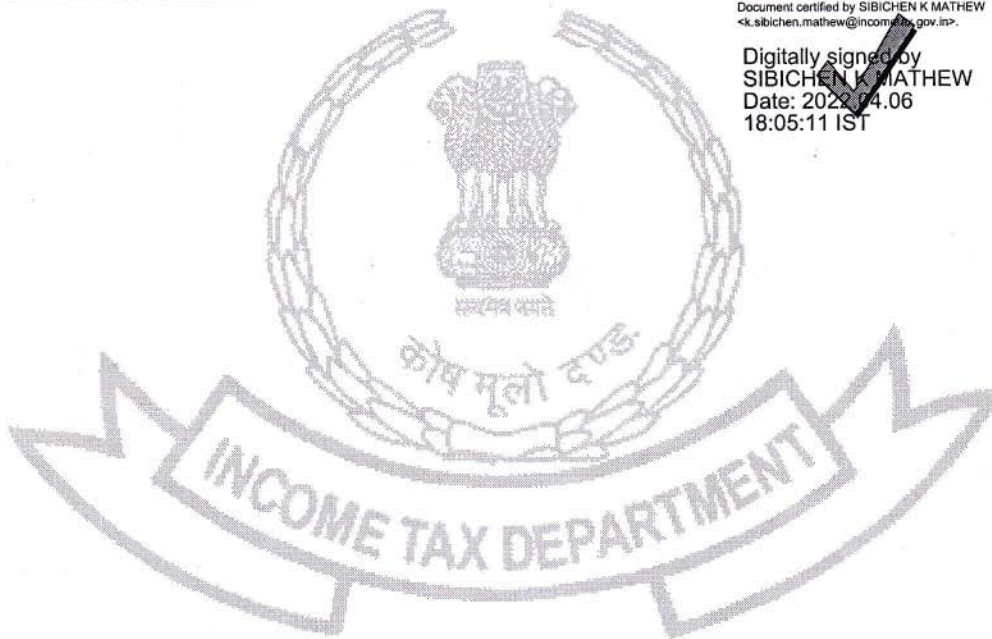 Document certified by SIBICHEN K MATHEW
<k.sibichen.mathew@incometax.gov.in>.
Digitally signed by
SIBICHEN K MATHEW
Date: 2022.04.06
18:05:11 IST
सत्यमेव जयते
कोष मूलो दण्ड
INCOME TAX DEPARTMENT